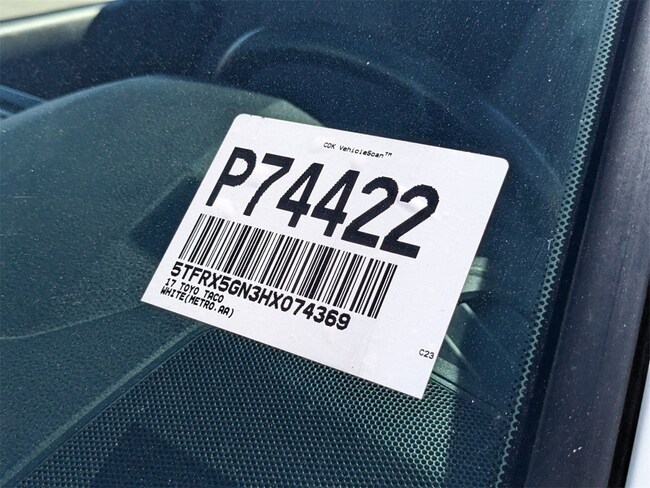 CDK VehicleScan™
P74422
5TFRX5GN3HX074369
17 TOYO TACO
WHITE(METRO.AA)
C23